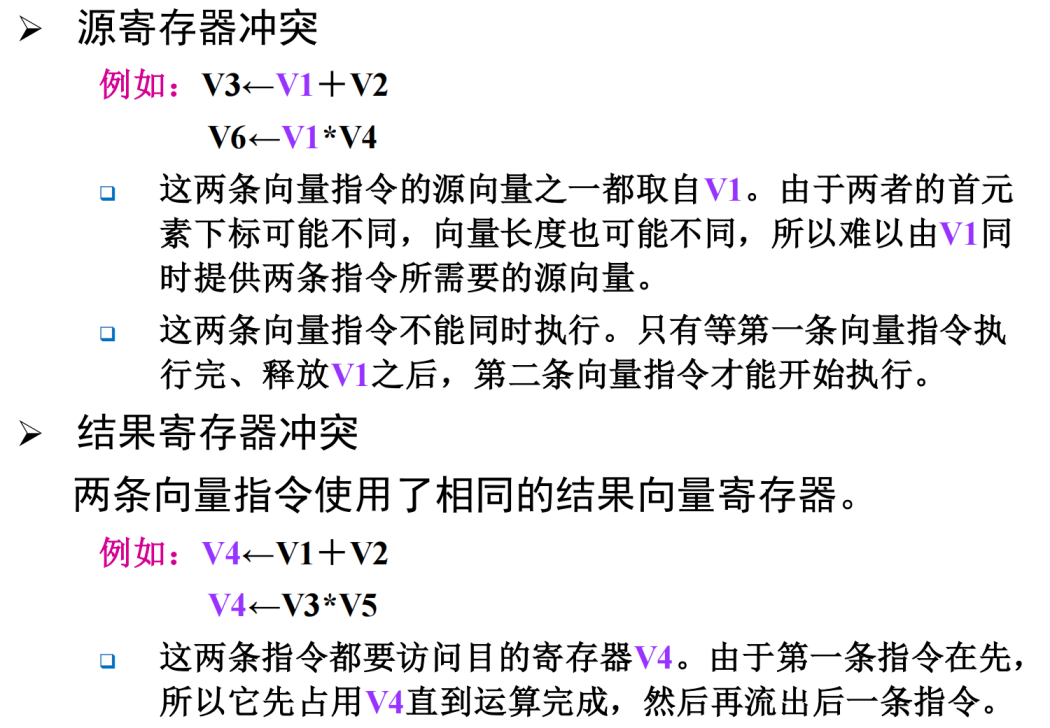 ➢ 源寄存器冲突
例如：V3←V1＋V2
V6←V1*V4
这两条向量指令的源向量之一都取自V1。由于两者的首元
素下标可能不同，向量长度也可能不同，所以难以由V1同
时提供两条指令所需要的源向量。
这两条向量指令不能同时执行。只有等第一条向量指令执
行完、释放V1之后，第二条向量指令才能开始执行。
➢ 结果寄存器冲突
两条向量指令使用了相同的结果向量寄存器。
例如：V4←V1＋V2
V4←V3*V5
这两条指令都要访问目的寄存器V4。由于第一条指令在先，
所以它先占用V4直到运算完成，然后再流出后一条指令。